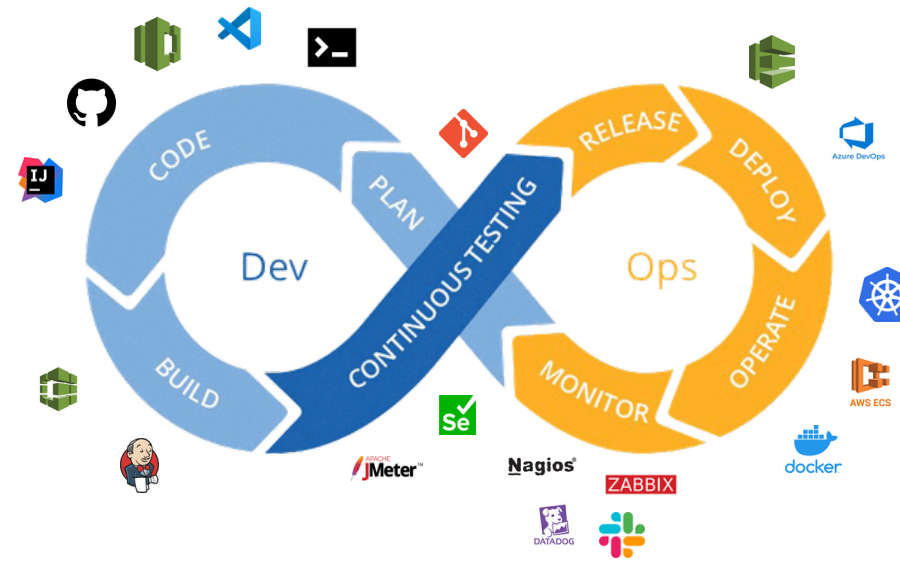 CODE
PLAN
CONTINUOUS TESTING
BUILD
Dev
RELEASE
DEPLOY
OPERATE
MONITOR
Ops
IJ
>_
Azure DevOps
AWS ECS
docker
Se
APACHE
JMeter™
Nagios®
ZABBIX
DATADOG